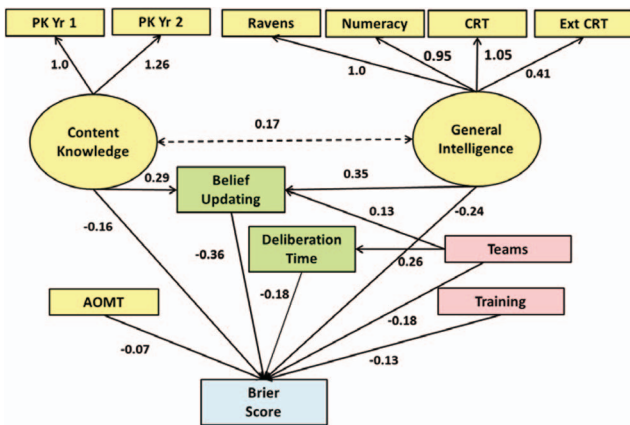 PK Yr 1
PK Yr 2
Ravens
Numeracy
CRT
Ext CRT
1.0
1.26
1.0
0.95
1.05
0.41
Content
Knowledge
0.17
General
Intelligence
0.29
Belief
Updating
0.35
-0.16
0.13
-0.24
-0.36
Deliberation
Time
0.26
Teams
AOMT
-0.18
-0.18
Training
-0.07
-0.13
Brier
Score